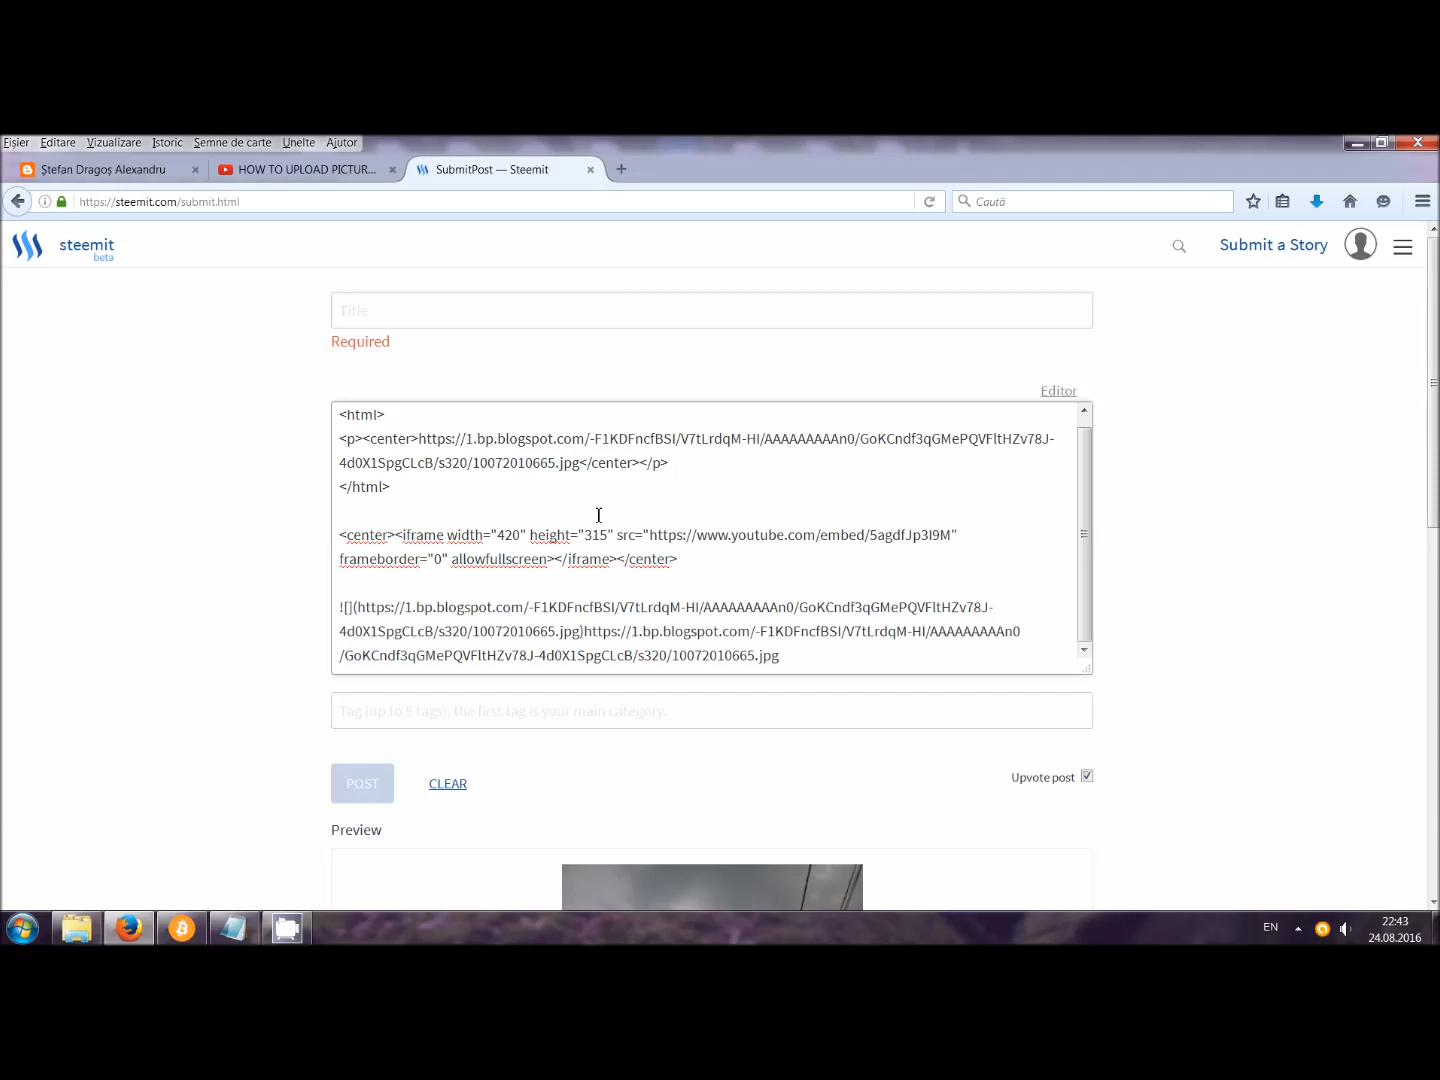 Fișier Editare Vizualizare Istoric Semne de carte Unelte Ajutor
Ștefan Dragoș Alexandru × HOW TO UPLOAD PICTUR... × SubmitPost — Steemit × +
https://steemit.com/submit.html Caută
steemit
beta
Submit a Story
Title
Required
Editor
<html>
<p><center>https://1.bp.blogspot.com/-F1KDFncfBSI/V7tLrdqM-HI/AAAAAAAAAn0/GoKCndf3qGMePQVFltHZv78J-
4d0X1SpgCLcB/s320/10072010665.jpg</center></p>
</html>
<center><iframe width="420" height="315" src="https://www.youtube.com/embed/5agdfJp3I9M"
frameborder="0" allowfullscreen></iframe></center>
![](https://1.bp.blogspot.com/-F1KDFncfBSI/V7tLrdqM-HI/AAAAAAAAAn0/GoKCndf3qGMePQVFltHZv78J-
4d0X1SpgCLcB/s320/10072010665.jpg)https://1.bp.blogspot.com/-F1KDFncfBSI/V7tLrdqM-HI/AAAAAAAAAn0
/GoKCndf3qGMePQVFltHZv78J-4d0X1SpgCLcB/s320/10072010665.jpg
Tag (up to 5 tags), the first tag is your main category.
POST CLEAR Upvote post
Preview
EN 22:43
24.08.2016